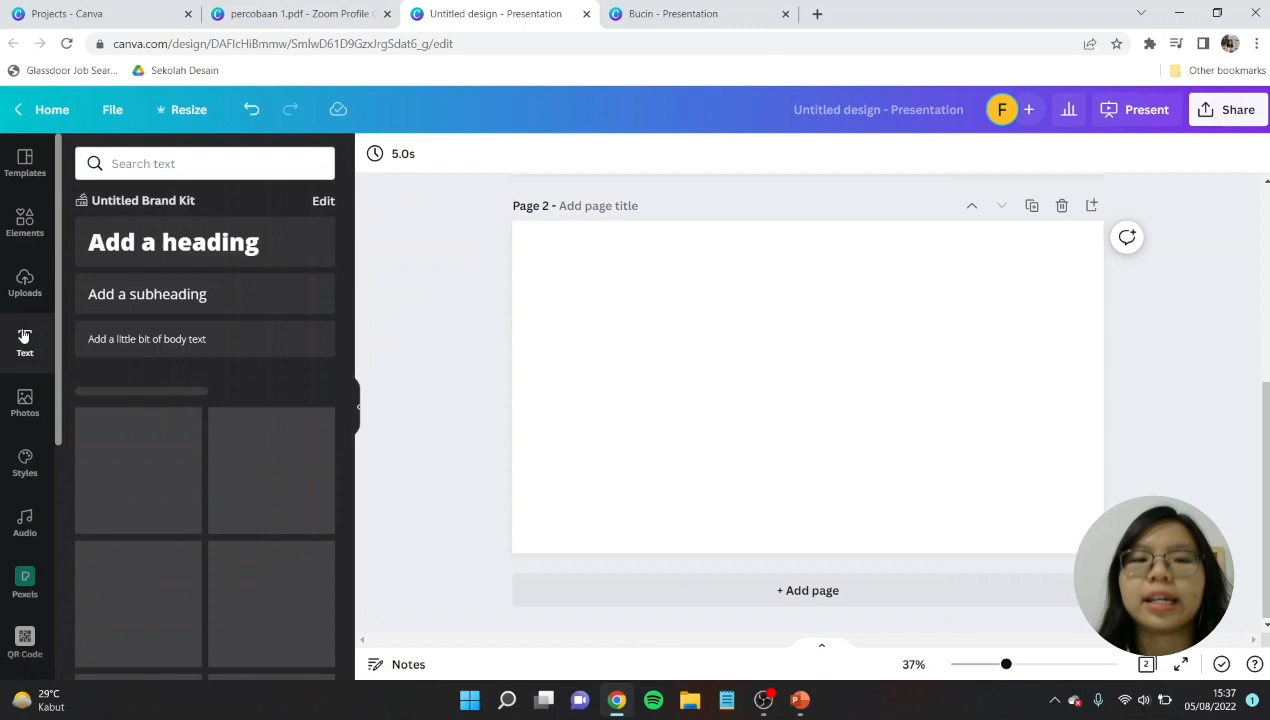 Projects - Canva
percobaan 1.pdf - Zoom Profile
Untitled design - Presentation
Bucin - Presentation
canva.com/design/DAFIcHiBmmw/SmlwD61D9GzxJrgSdat6_g/edit
Glassdoor Job Sear...
Sekolah Desain
Other bookmarks
Home
File
Resize
Untitled design - Presentation
F
Present
Share
Templates
Elements
Uploads
Text
Photos
Styles
Audio
Pexels
QR Code
Search text
Untitled Brand Kit
Edit
Add a heading
Add a subheading
Add a little bit of body text
5.0s
Page 2 - Add page title
+ Add page
Notes
37%
2
29°C
Kabut
15:37
05/08/2022
1